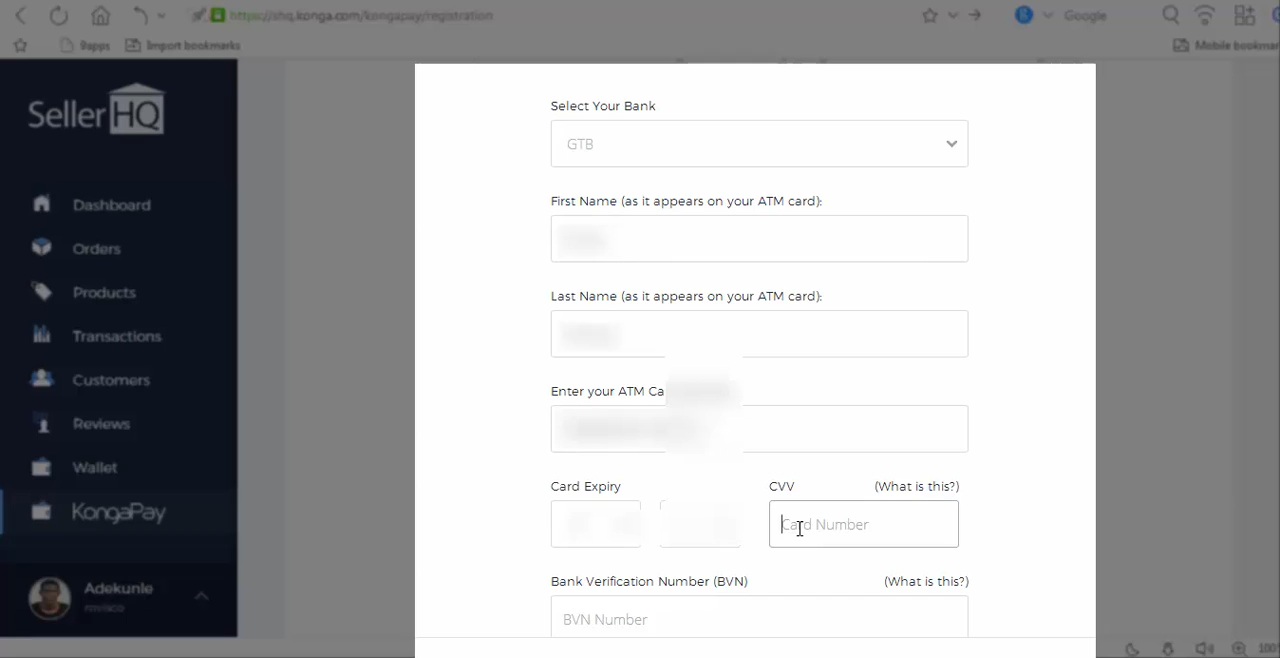 https://shq.konga.com/kongapay/registration
Google
9apps
Import bookmarks
Mobile bookmar
SellerHQ
Dashboard
Orders
Products
Transactions
Customers
Reviews
Wallet
KongaPay
Adekunle
Select Your Bank
GTB
First Name (as it appears on your ATM card):
Last Name (as it appears on your ATM card):
Enter your ATM Ca
Card Expiry
CVV
(What is this?)
Card Number
Bank Verification Number (BVN)
(What is this?)
BVN Number
100